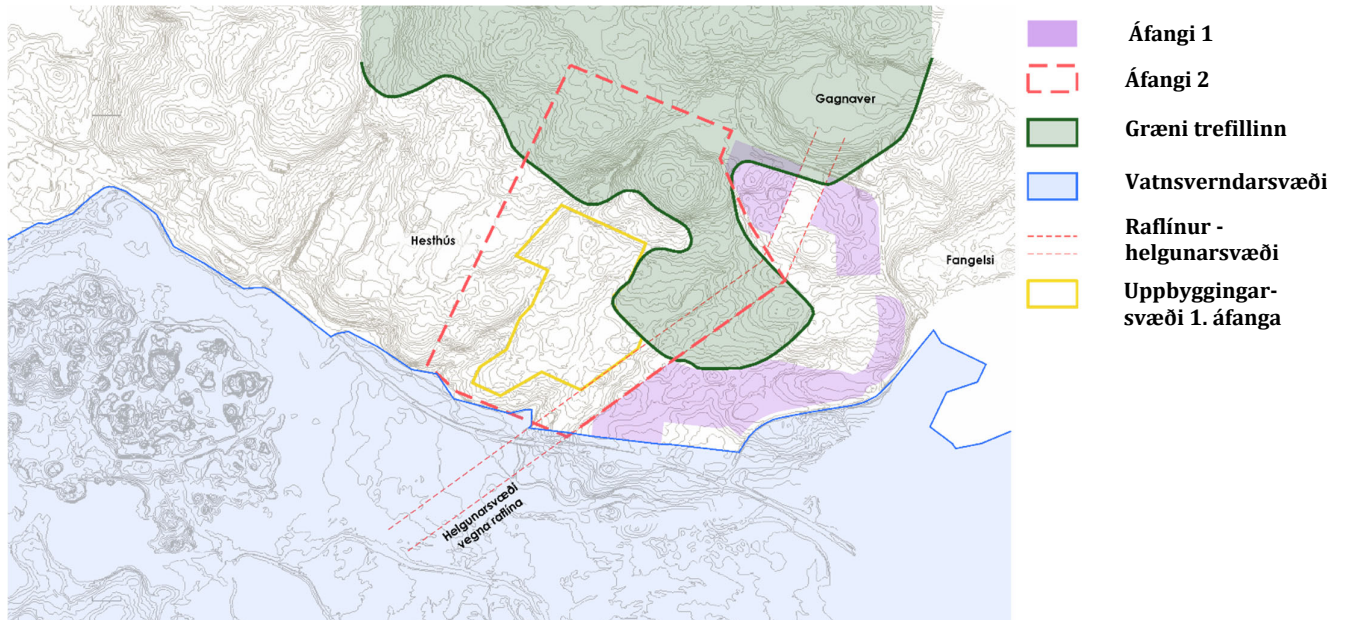 Gagnaver
Hesthús
Fangelsi
Helgunarsvæði
vegna raflína
Áfangi 1
Áfangi 2
Græni trefillinn
Vatnsverndarsvæði
Raflínur -
helgunarsvæði
Uppbyggingar-
svæði 1. áfanga